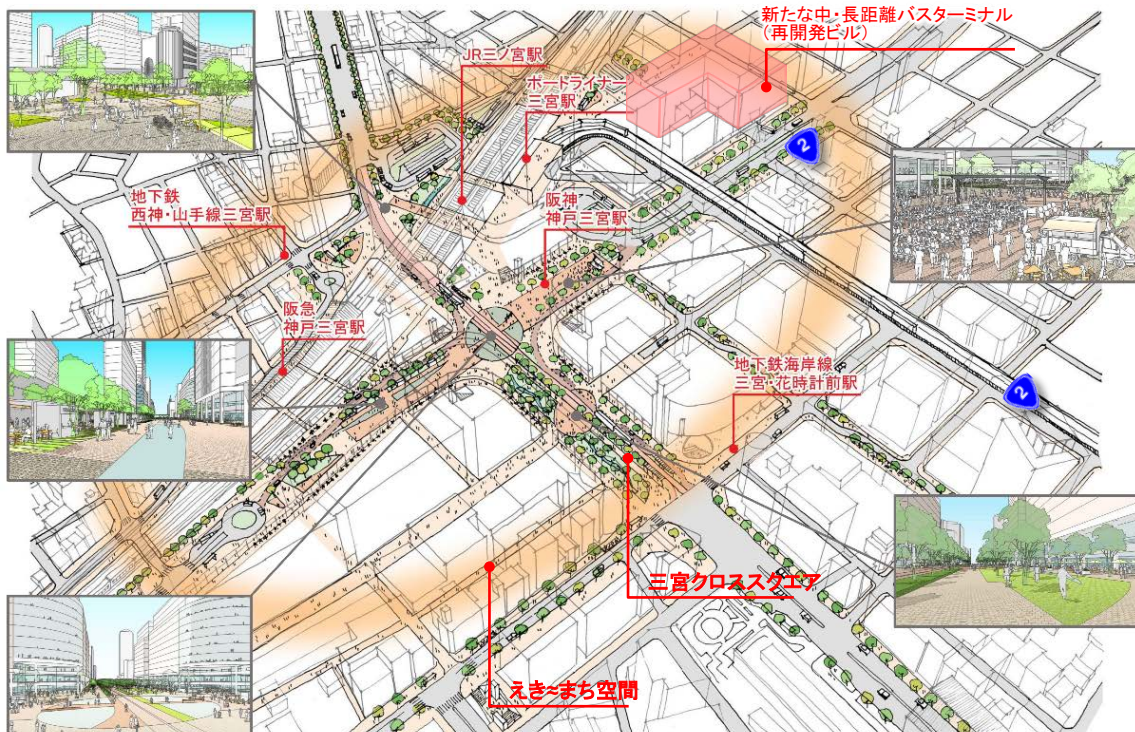 新たな中・長距離バスターミナル
(再開発ビル)
JR三ノ宮駅
ポートライナー
三宮駅
2
地下鉄
西神・山手線三宮駅
阪神
神戸三宮駅
阪急
神戸三宮駅
地下鉄海岸線
三宮・花時計前駅
2
三宮クロススクエア
えき≈まち空間